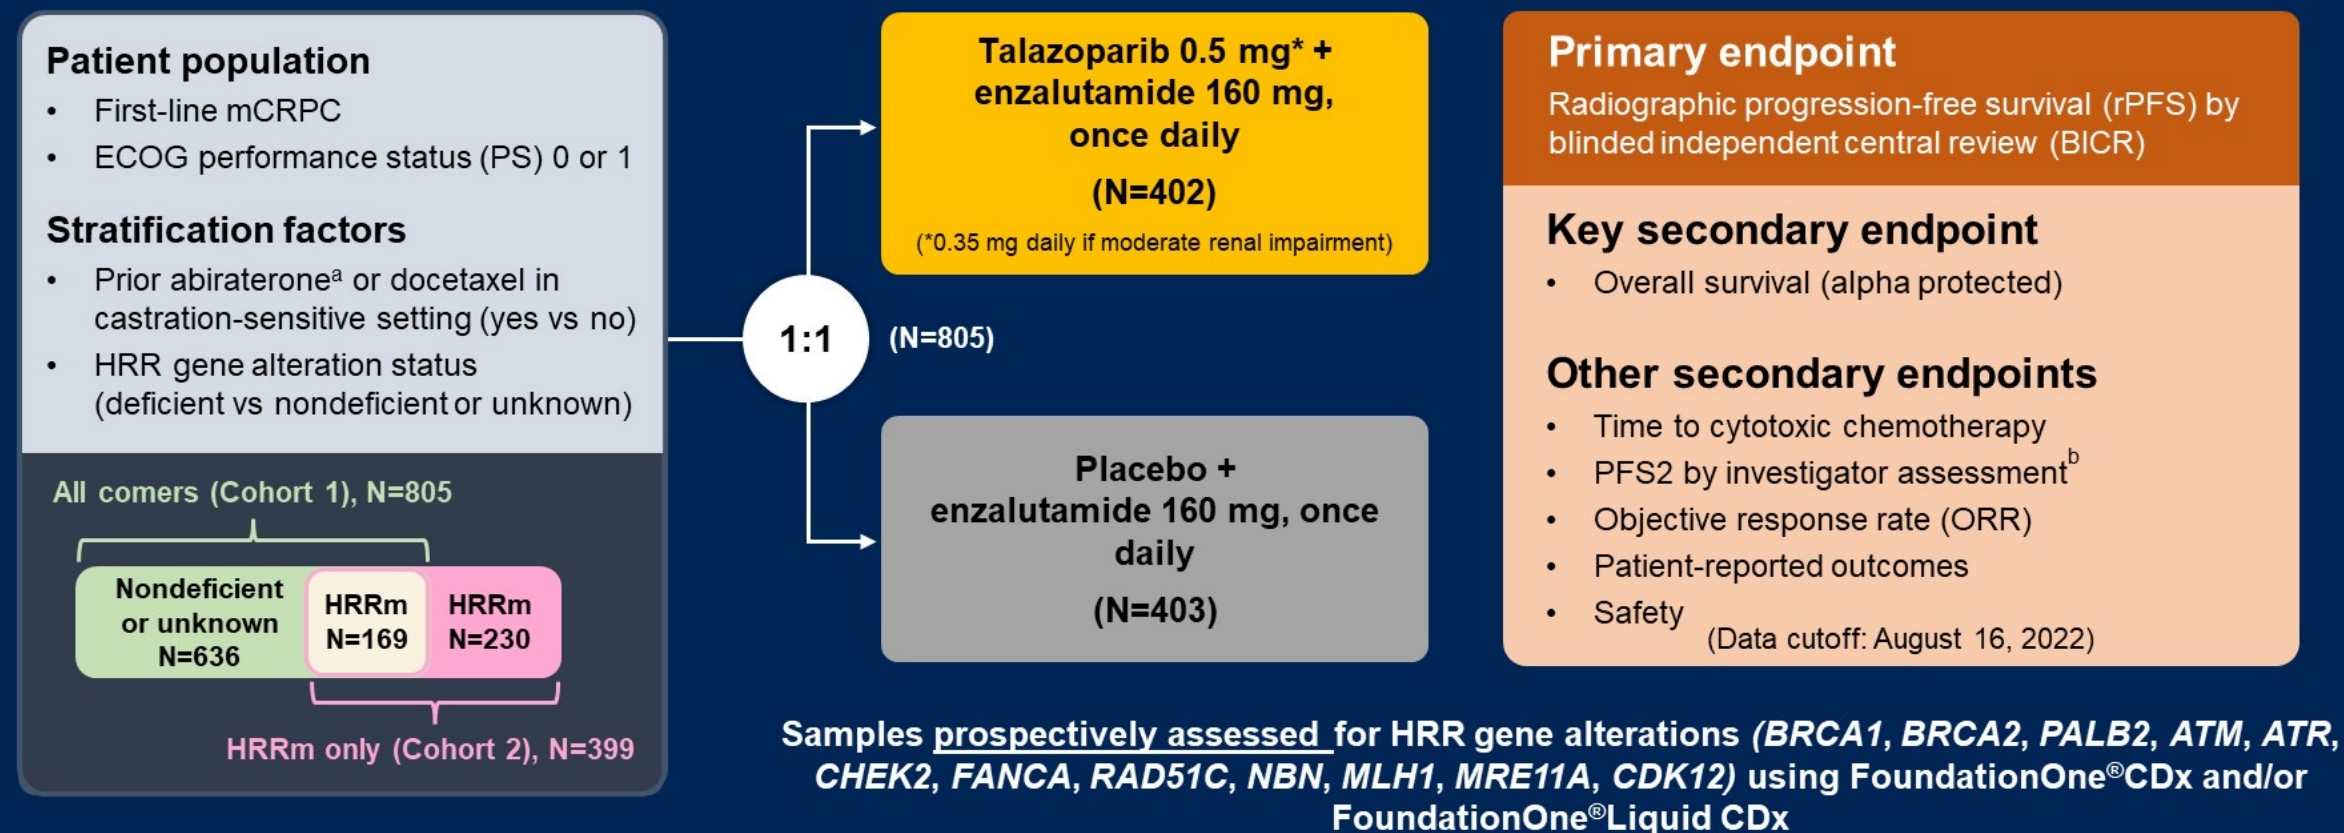 Patient population
• First-line mCRPC
• ECOG performance status (PS) 0 or 1
Stratification factors
• Prior abirateroneᵃ or docetaxel in
castration-sensitive setting (yes vs no)
• HRR gene alteration status
(deficient vs nondeficient or unknown)
All comers (Cohort 1), N=805
Nondeficient
or unknown
N=636
HRRm
N=169
HRRm
N=230
HRRm only (Cohort 2), N=399
1:1
(N=805)
Talazoparib 0.5 mg* +
enzalutamide 160 mg,
once daily
(N=402)
(*0.35 mg daily if moderate renal impairment)
Placebo +
enzalutamide 160 mg, once
daily
(N=403)
Primary endpoint
Radiographic progression-free survival (rPFS) by
blinded independent central review (BICR)
Key secondary endpoint
• Overall survival (alpha protected)
Other secondary endpoints
• Time to cytotoxic chemotherapy
• PFS2 by investigator assessmentᵇ
• Objective response rate (ORR)
• Patient-reported outcomes
• Safety
(Data cutoff: August 16, 2022)
Samples prospectively assessed for HRR gene alterations (BRCA1, BRCA2, PALB2, ATM, ATR,
CHEK2, FANCA, RAD51C, NBN, MLH1, MRE11A, CDK12) using FoundationOne®CDx and/or
FoundationOne®Liquid CDx